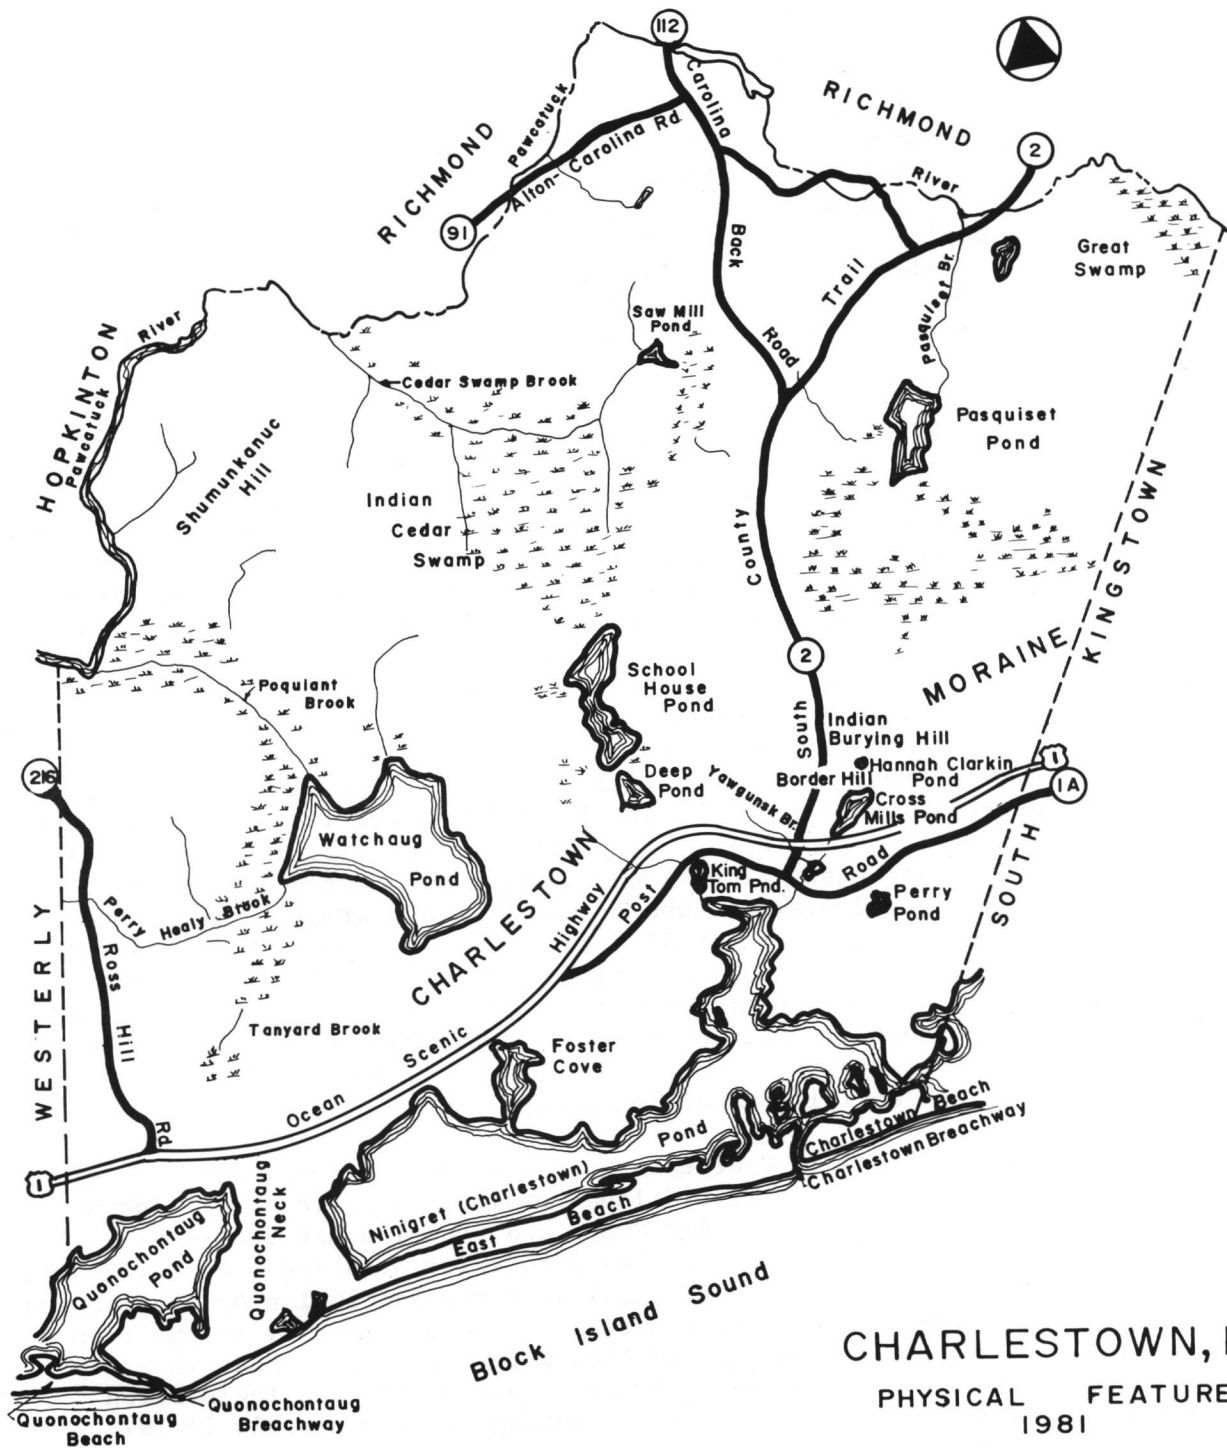 112
RICHMOND
Carolina
Pawcatuck
RICHMOND
Alton-Carolina Rd.
2
River
91
Great
Swamp
Back
Trail
Pasquiset Br.
River
HOPKINTON
Pawcatuck
Saw Mill
Pond
Road
Cedar Swamp Brook
Pasquiset
Pond
Shumunkanuc
Hill
Indian
Cedar
Swamp
County
KINGSTOWN
MORAINE
2
School
House
Pond
Poquiant
Brook
South
Indian
Burying Hill
Hannah Clarkin
Pond
1
1A
216
Deep
Pond
Yawgunsk Br.
Border Hill
Cross
Mills Pond
Watchaug
Pond
CHARLESTOWN
King
Tom Pnd.
Road
Post
Perry
Pond
SOUTH
Perry Healy Brook
Highway
WESTERLY
Ross
Hill
Rd
Tanyard Brook
Scenic
Foster
Cove
Ocean
Pond
Charlestown Beach
Charlestown Breachway
1
Quonochontaug
Neck
Ninigret (Charlestown)
East Beach
Quonochontaug
Pond
Block Island Sound
CHARLESTOWN,
PHYSICAL FEATURE
1981
Quonochontaug
Breachway
Quonochontaug
Beach